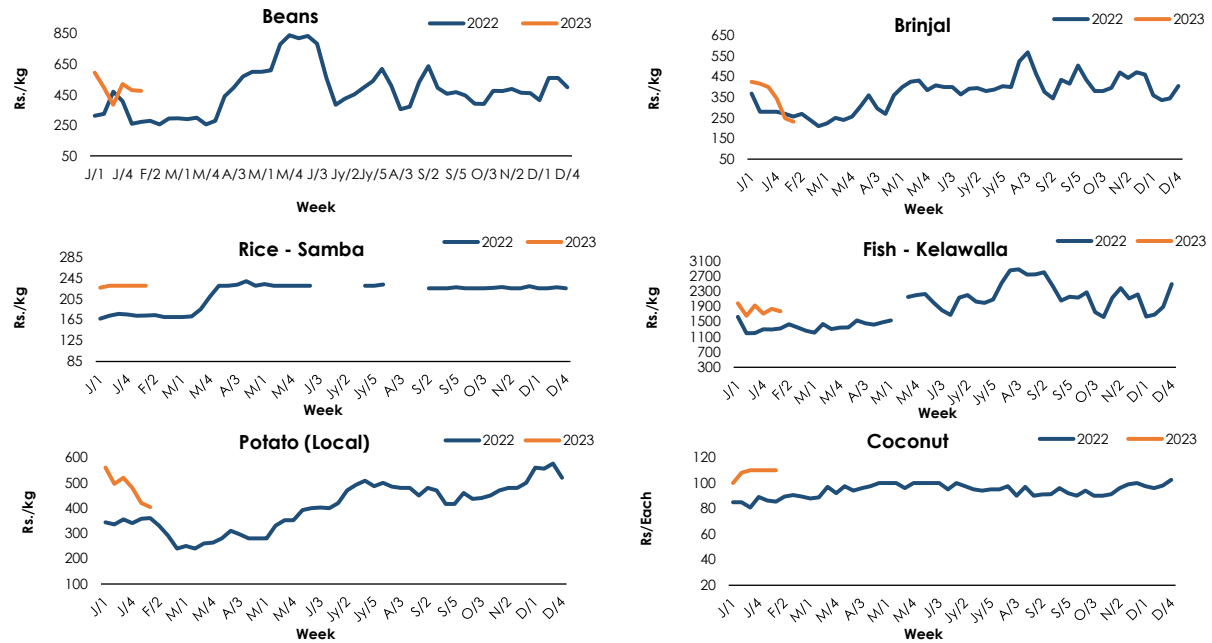 Beans
2022 2023
Rs./kg
850
650
450
250
50
J/1 J/4 F/2 M/1 M/4 A/3 M/1 M/4 J/3 Jy/2 Jy/5 A/3 S/2 S/5 O/3 N/2 D/1 D/4
Week
Brinjal
2022 2023
Rs./kg
650
550
450
350
250
150
50
J/1 J/4 F/2 M/1 M/4 A/3 M/1 M/4 J/3 Jy/2 Jy/5 A/3 S/2 S/5 O/3 N/2 D/1 D/4
Week
Rice - Samba
2022 2023
Rs./kg
285
245
205
165
125
85
J/1 J/4 F/2 M/1 M/4 A/3 M/1 M/4 J/3 Jy/2 Jy/5 A/3 S/2 S/5 O/3 N/2 D/1 D/4
Week
Fish - Kelawalla
2022 2023
Rs./kg
3100
2700
2300
1900
1500
1100
700
300
J/1 J/4 F/2 M/1 M/4 A/3 M/1 M/4 J/3 Jy/2 Jy/5 A/3 S/2 S/5 O/3 N/2 D/1 D/4
Week
Potato (Local)
2022 2023
Rs./kg
600
500
400
300
200
100
J/1 J/4 F/2 M/1 M/4 A/3 M/1 M/4 J/3 Jy/2 Jy/5 A/3 S/2 S/5 O/3 N/2 D/1 D/4
Week
Coconut
2022 2023
Rs/Each
120
100
80
60
40
20
J/1 J/4 F/2 M/1 M/4 A/3 M/1 M/4 J/3 Jy/2 Jy/5 A/3 S/2 S/5 O/3 N/2 D/1 D/4
Week